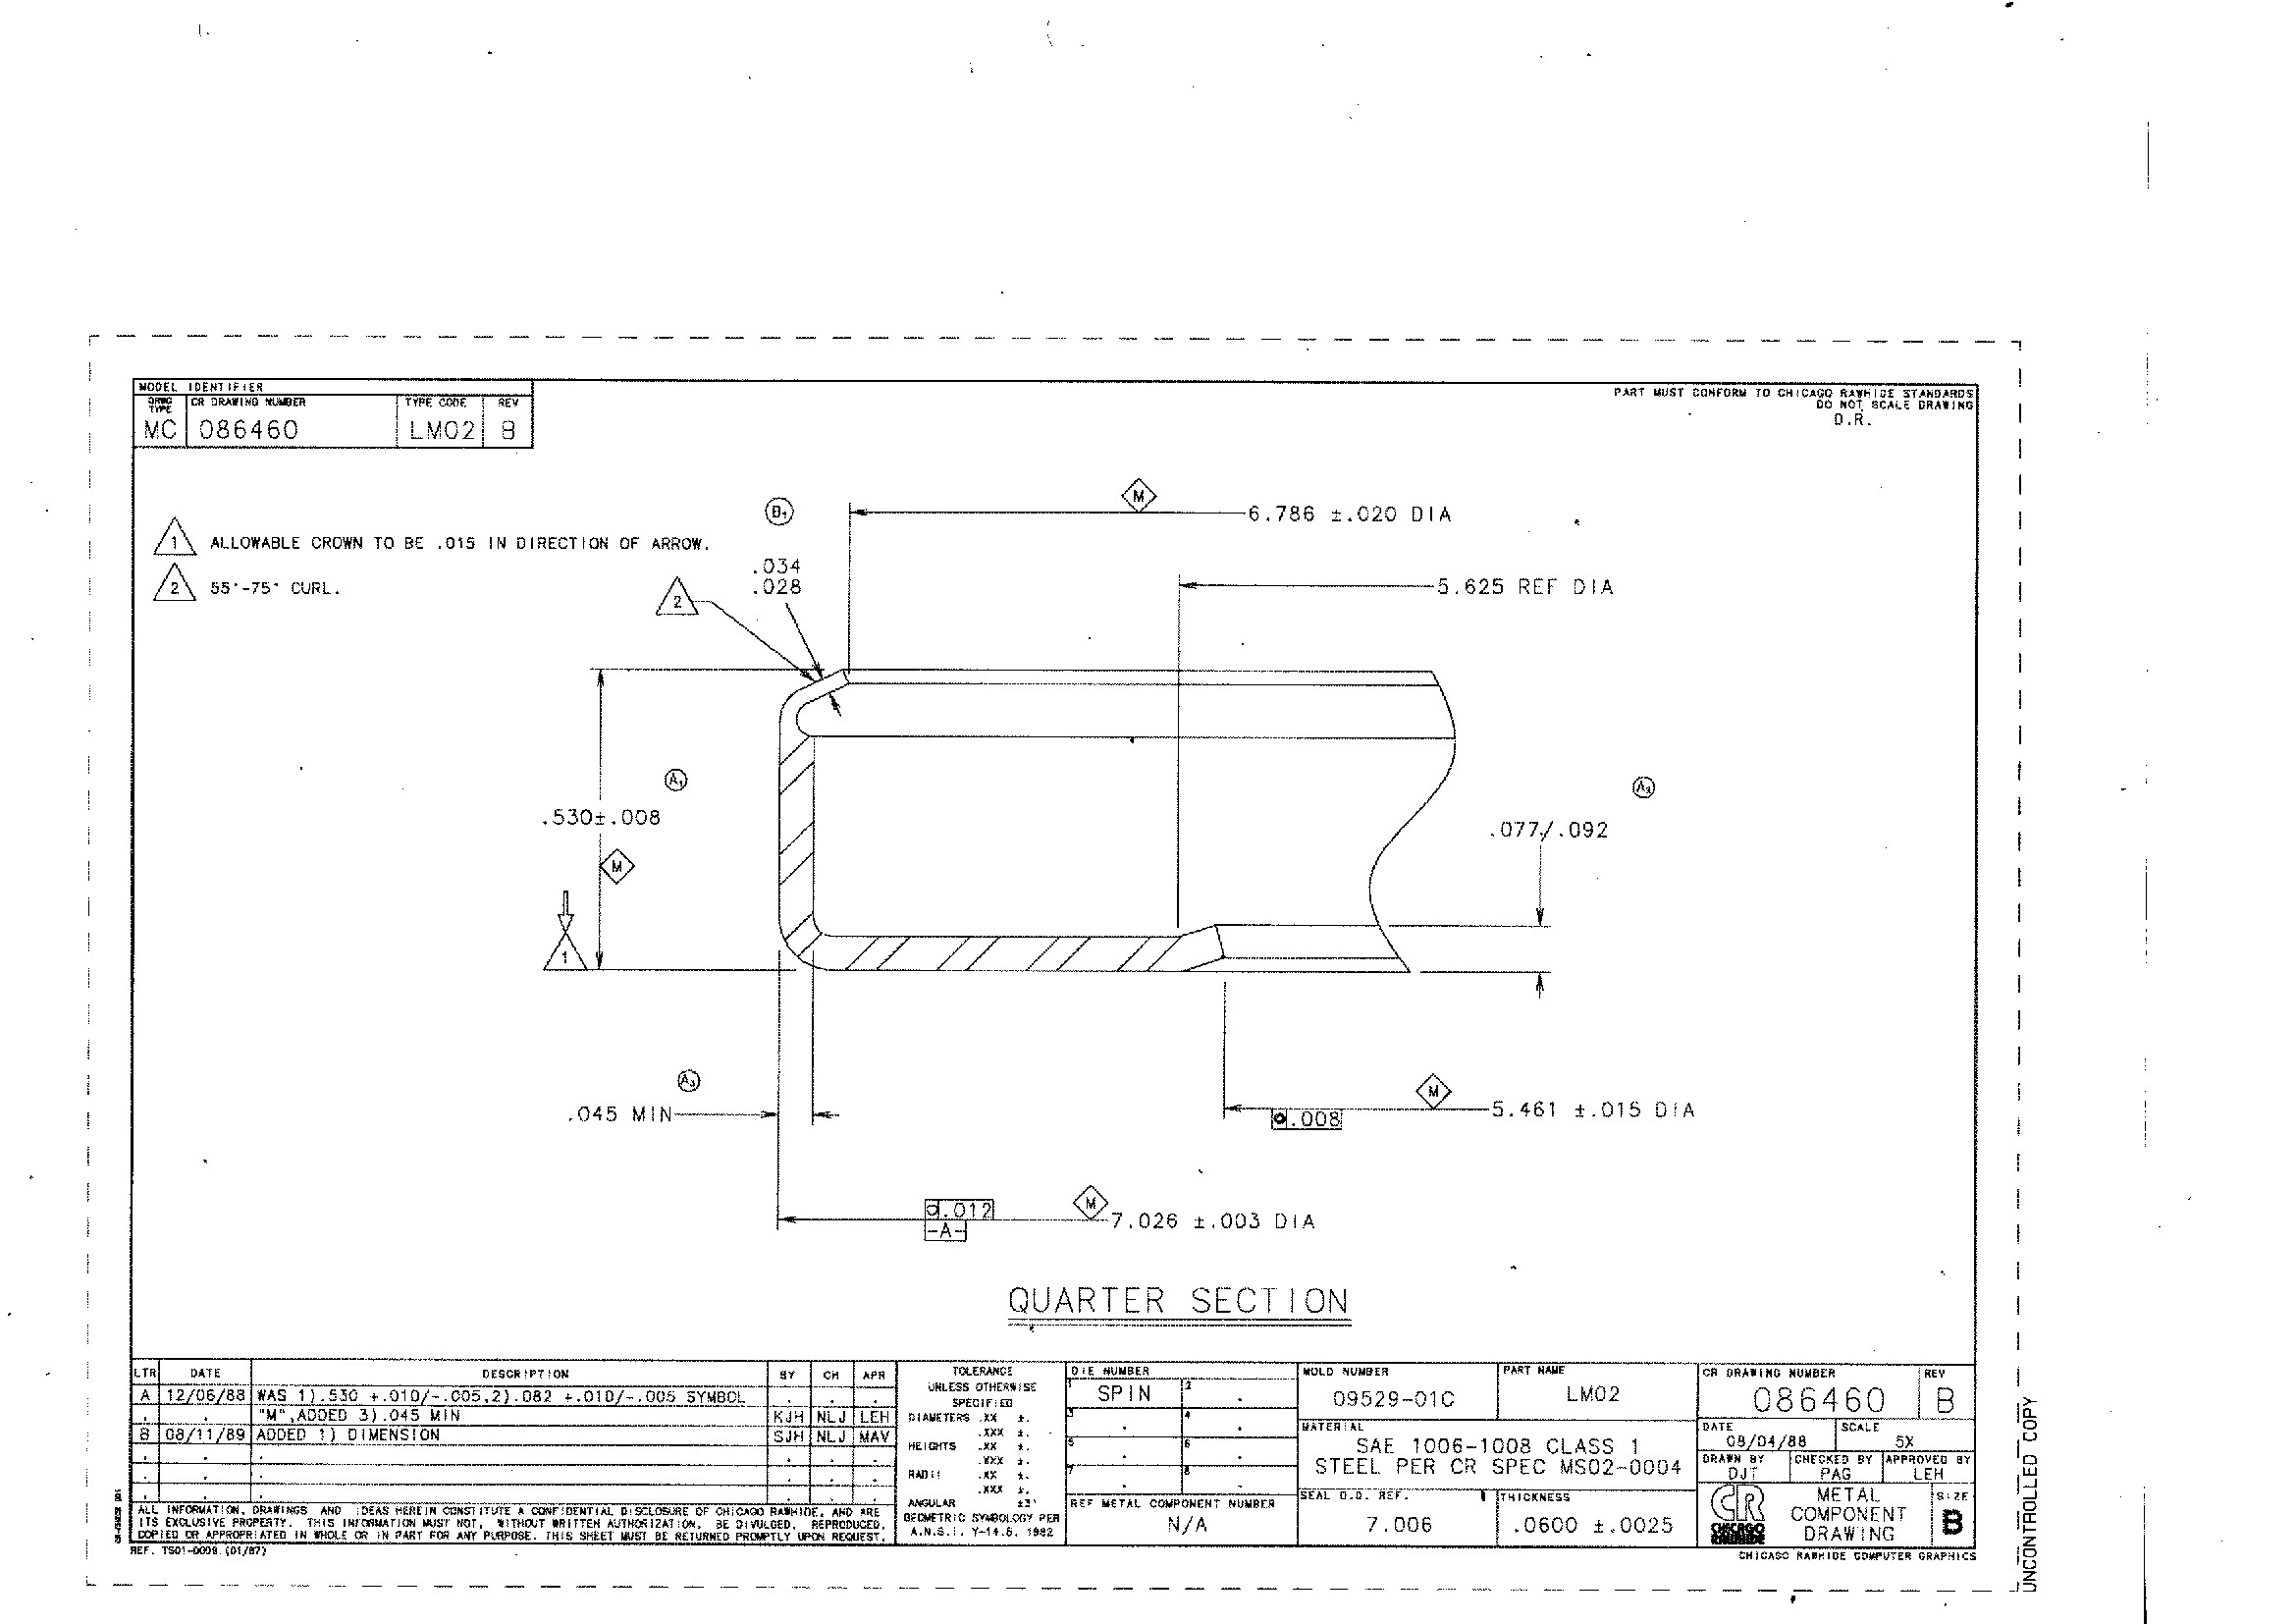 MODEL IDENTIFIER
DRWG TYPE CR DRAWING NUMBER TYPE CODE REV
MC 086460 LM02 B
PART MUST CONFORM TO CHICAGO RAWHIDE STANDARDS
DO NOT SCALE DRAWING
D.R.
1 ALLOWABLE CROWN TO BE .015 IN DIRECTION OF ARROW.
2 55°-75° CURL.
B1
M
6.786 ±.020 DIA
.034
.028
2
5.625 REF DIA
A1
.530±.008
M
1
A2
.077/.092
A3
.045 MIN
M
.008
5.461 ±.015 DIA
.012
-A-
M
7.026 ±.003 DIA
QUARTER SECTION
LTR DATE DESCRIPTION BY CH APR
A 12/06/88 WAS 1).530 +.010/-.005,2).082 +.010/-.005 SYMBOL
"M",ADDED 3).045 MIN KJH NLJ LEH
B 08/11/89 ADDED 1) DIMENSION SJH NLJ MAV
ALL INFORMATION, DRAWINGS AND IDEAS HEREIN CONSTITUTE A CONFIDENTIAL DISCLOSURE OF CHICAGO RAWHIDE, AND ARE
ITS EXCLUSIVE PROPERTY. THIS INFORMATION MUST NOT, WITHOUT WRITTEN AUTHORIZATION, BE DIVULGED, REPRODUCED,
COPIED OR APPROPRIATED IN WHOLE OR IN PART FOR ANY PURPOSE. THIS SHEET MUST BE RETURNED PROMPTLY UPON REQUEST.
REF. TS01-0009 (01/87)
TOLERANCE
UNLESS OTHERWISE
SPECIFIED
DIAMETERS .XX ±.
.XXX ±.
HEIGHTS .XX ±.
.XXX ±.
RADII .XX ±.
.XXX ±.
ANGULAR ±3°
GEOMETRIC SYMBOLOGY PER
A.N.S.I. Y-14.5, 1982
DIE NUMBER
1 SPIN 2
3 4
5 6
7 8
REF METAL COMPONENT NUMBER
N/A
MOLD NUMBER
09529-01C
PART NAME
LM02
MATERIAL
SAE 1006-1008 CLASS 1
STEEL PER CR SPEC MS02-0004
SEAL O.D. REF.
7.006
THICKNESS
.0600 ±.0025
CR DRAWING NUMBER REV
086460 B
DATE SCALE
08/04/88 5X
DRAWN BY CHECKED BY APPROVED BY
DJT PAG LEH
CR
CHICAGO
RAWHIDE
METAL
COMPONENT
DRAWING
SIZE
B
CHICAGO RAWHIDE COMPUTER GRAPHICS
UNCONTROLLED COPY